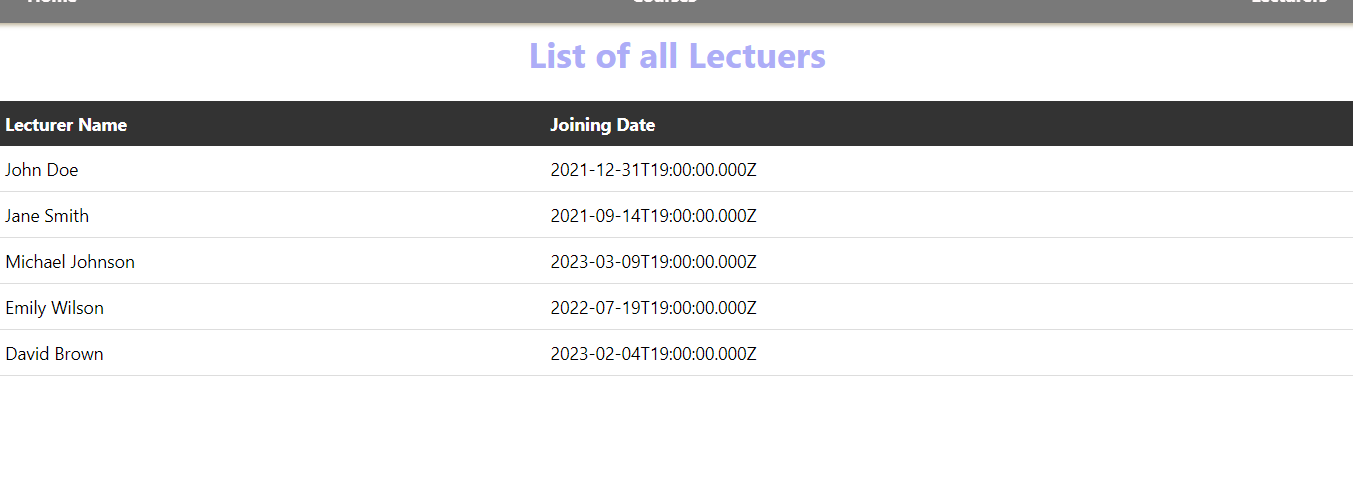 Home Courses Lecturers
List of all Lectuers
Lecturer Name Joining Date
John Doe 2021-12-31T19:00:00.000Z
Jane Smith 2021-09-14T19:00:00.000Z
Michael Johnson 2023-03-09T19:00:00.000Z
Emily Wilson 2022-07-19T19:00:00.000Z
David Brown 2023-02-04T19:00:00.000Z